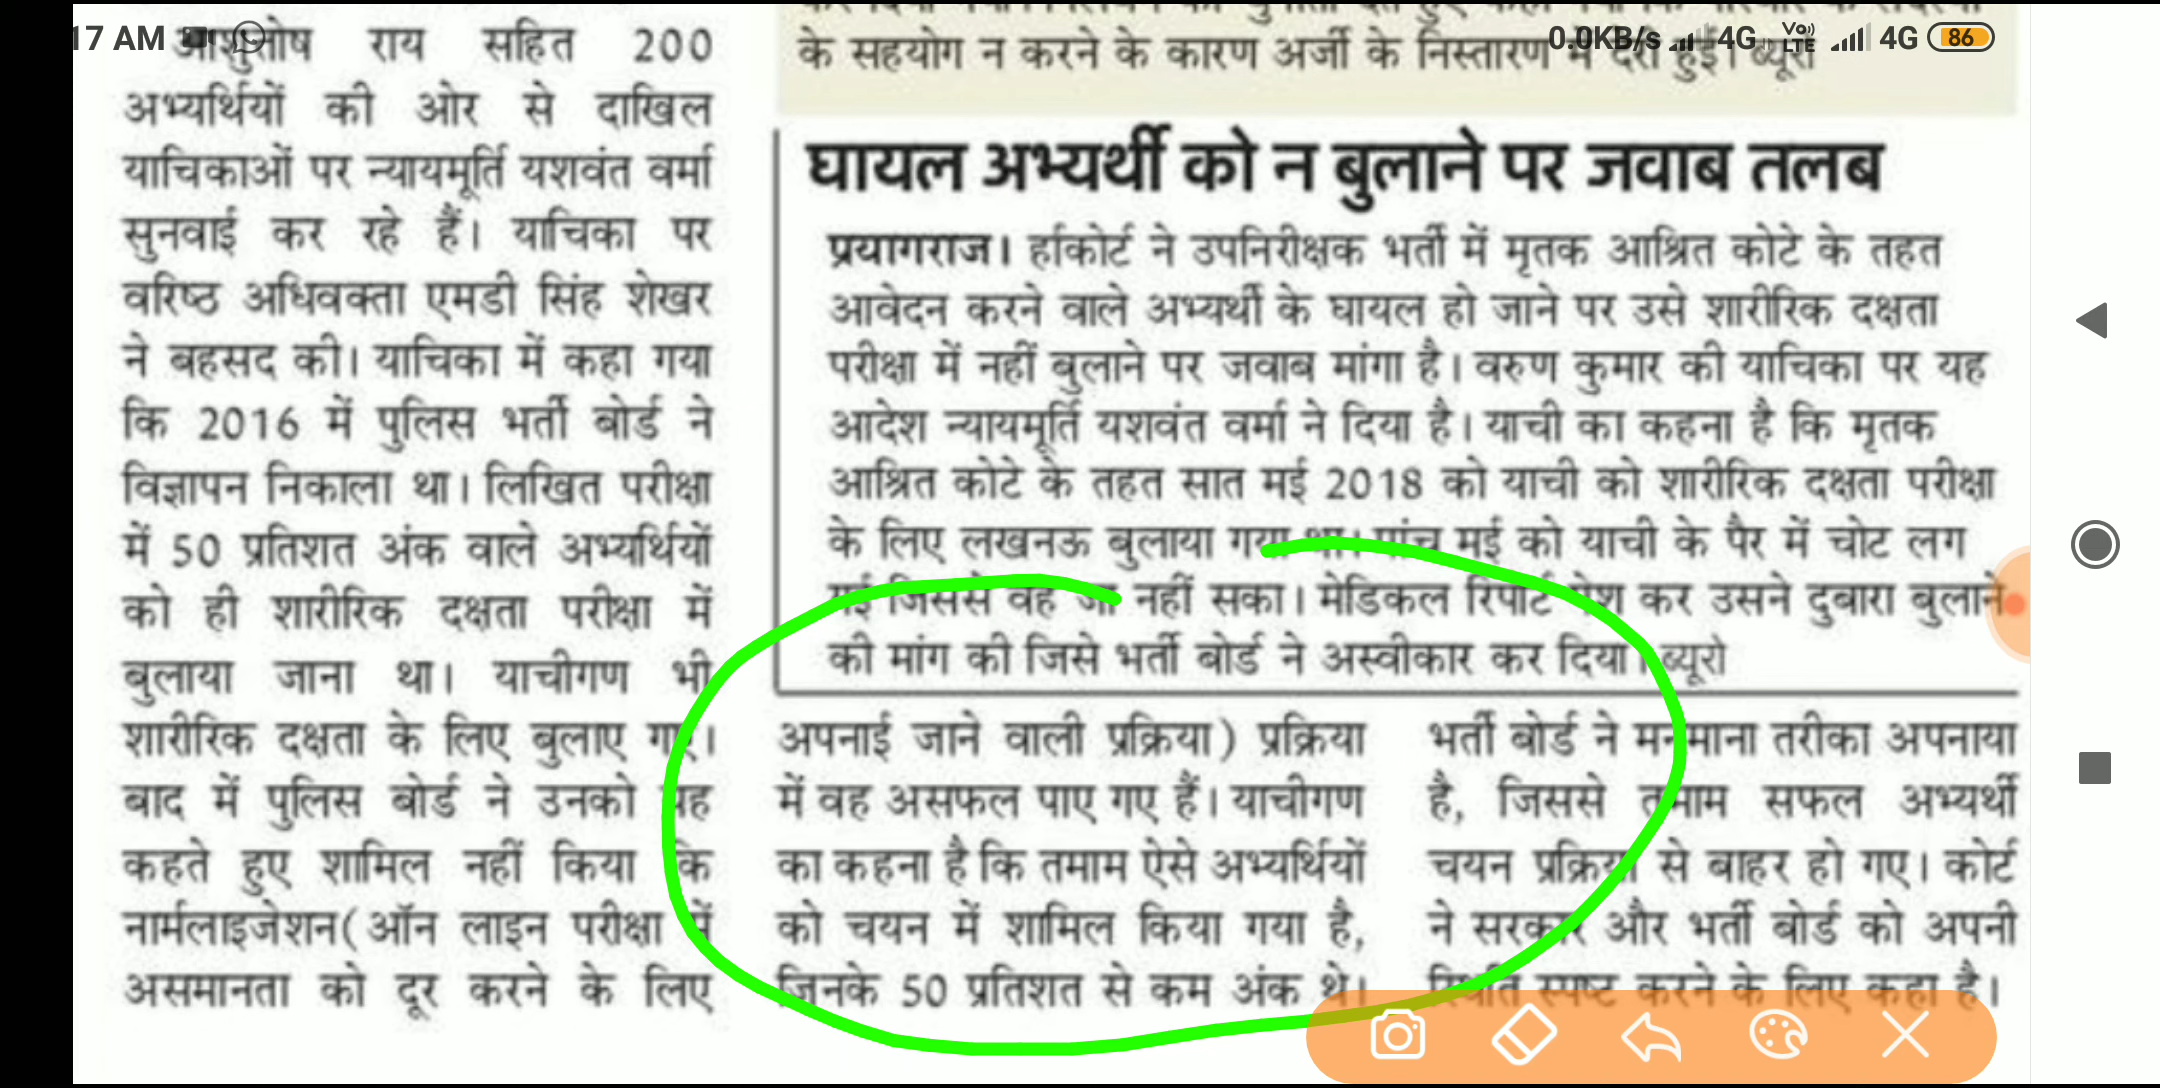 17 AM
0.0KB/s 4G Vo) LTE 4G 86
आशुतोष राय सहित 200
अभ्यर्थियों की ओर से दाखिल
याचिकाओं पर न्यायमूर्ति यशवंत वर्मा
सुनवाई कर रहे हैं। याचिका पर
वरिष्ठ अधिवक्ता एमडी सिंह शेखर
ने बहसद की। याचिका में कहा गया
कि 2016 में पुलिस भर्ती बोर्ड ने
विज्ञापन निकाला था। लिखित परीक्षा
में 50 प्रतिशत अंक वाले अभ्यर्थियों
को ही शारीरिक दक्षता परीक्षा में
बुलाया जाना था। याचीगण भी
शारीरिक दक्षता के लिए बुलाए गए।
बाद में पुलिस बोर्ड ने उनको यह
कहते हुए शामिल नहीं किया कि
नार्मलाइजेशन(ऑन लाइन परीक्षा में
असमानता को दूर करने के लिए
के सहयोग न करने के कारण अर्जी के निस्तारण में देरी हुई। ब्यूरो
घायल अभ्यर्थी को न बुलाने पर जवाब तलब
प्रयागराज। हाईकोर्ट ने उपनिरीक्षक भर्ती में मृतक आश्रित कोटे के तहत
आवेदन करने वाले अभ्यर्थी के घायल हो जाने पर उसे शारीरिक दक्षता
परीक्षा में नहीं बुलाने पर जवाब मांगा है। वरुण कुमार की याचिका पर यह
आदेश न्यायमूर्ति यशवंत वर्मा ने दिया है। याची का कहना है कि मृतक
आश्रित कोटे के तहत सात मई 2018 को याची को शारीरिक दक्षता परीक्षा
के लिए लखनऊ बुलाया गया था। पांच मई को याची के पैर में चोट लग
गई जिससे वह जा नहीं सका। मेडिकल रिपोर्ट पेश कर उसने दुबारा बुलाने
की मांग की जिसे भर्ती बोर्ड ने अस्वीकार कर दिया। ब्यूरो
अपनाई जाने वाली प्रक्रिया) प्रक्रिया
में वह असफल पाए गए हैं। याचीगण
का कहना है कि तमाम ऐसे अभ्यर्थियों
को चयन में शामिल किया गया है,
जिनके 50 प्रतिशत से कम अंक थे।
भर्ती बोर्ड ने मनमाना तरीका अपनाया
है, जिससे तमाम सफल अभ्यर्थी
चयन प्रक्रिया से बाहर हो गए। कोर्ट
ने सरकार और भर्ती बोर्ड को अपनी
स्थिति स्पष्ट करने के लिए कहा है।